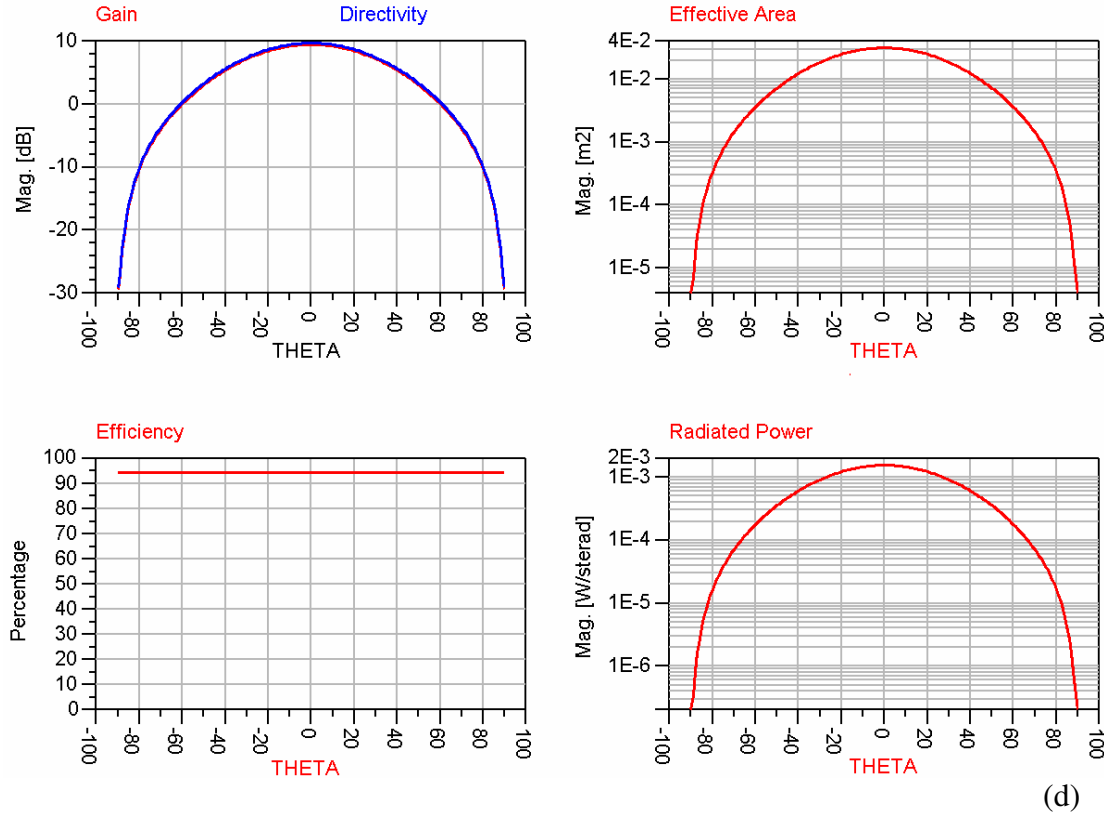 Gain Directivity
Mag. [dB]
10
0
-10
-20
-30
-100 -80 -60 -40 -20 0 20 40 60 80 100
THETA
Effective Area
Mag. [m2]
4E-2
1E-2
1E-3
1E-4
1E-5
-100 -80 -60 -40 -20 0 20 40 60 80 100
THETA
Efficiency
Percentage
100
90
80
70
60
50
40
30
20
10
0
-100 -80 -60 -40 -20 0 20 40 60 80 100
THETA
Radiated Power
Mag. [W/sterad]
2E-3
1E-3
1E-4
1E-5
1E-6
-100 -80 -60 -40 -20 0 20 40 60 80 100
THETA
(d)